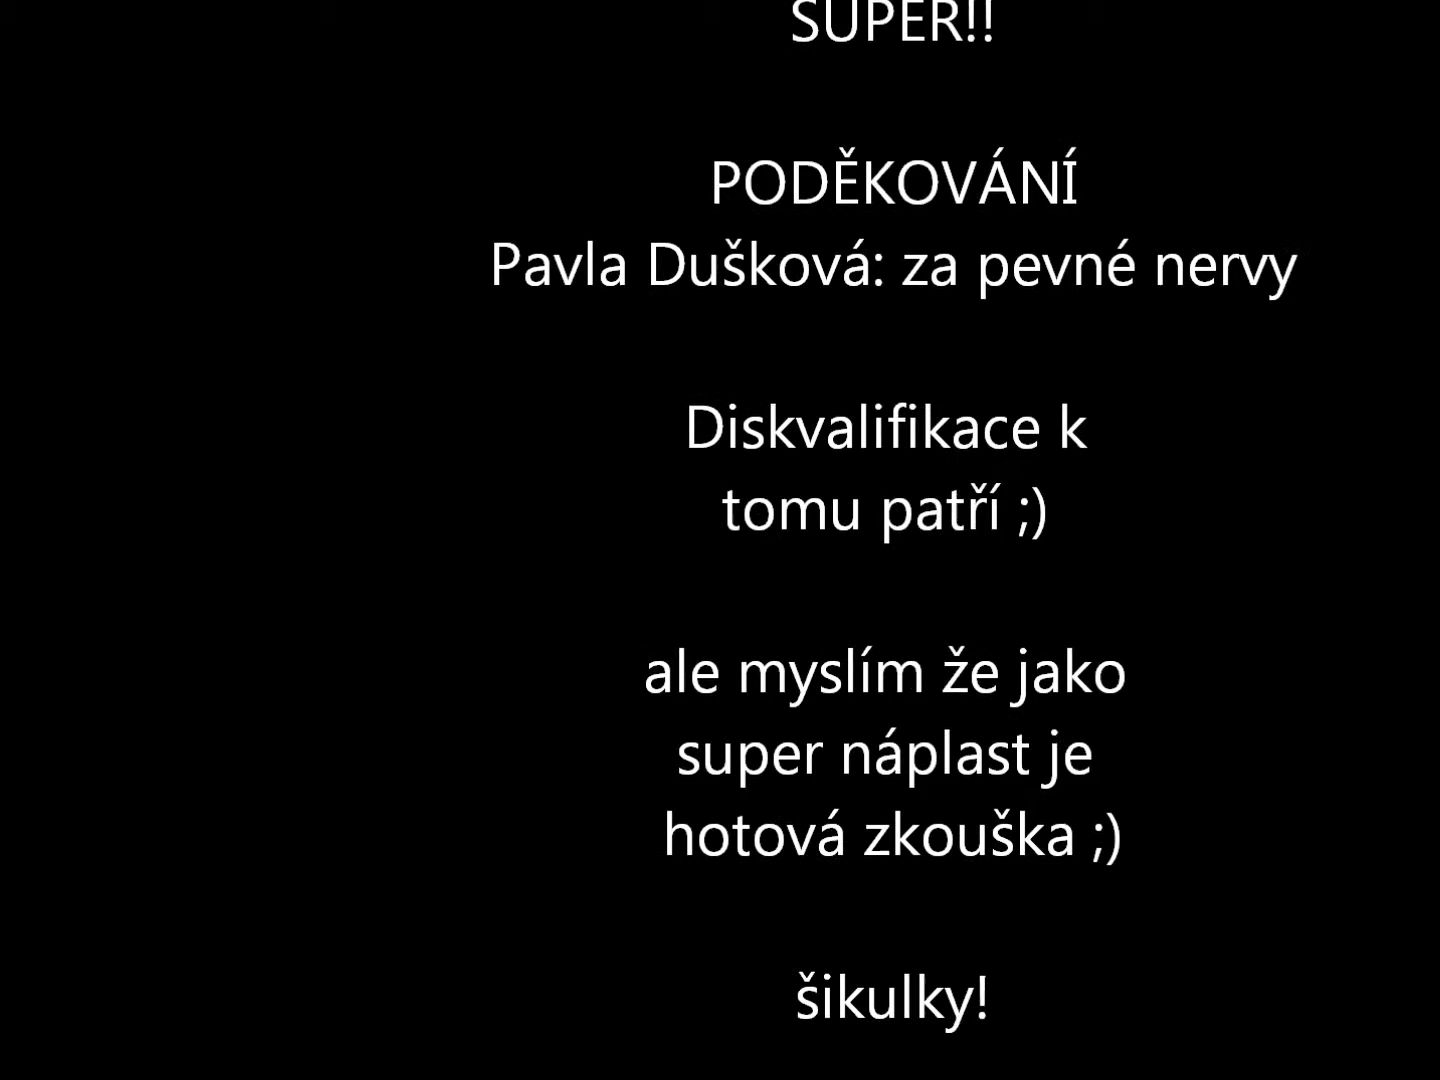 SUPER!!
PODĚKOVÁNÍ
Pavla Dušková: za pevné nervy
Diskvalifikace k
tomu patří ;)
ale myslím že jako
super náplast je
hotová zkouška ;)
šikulky!